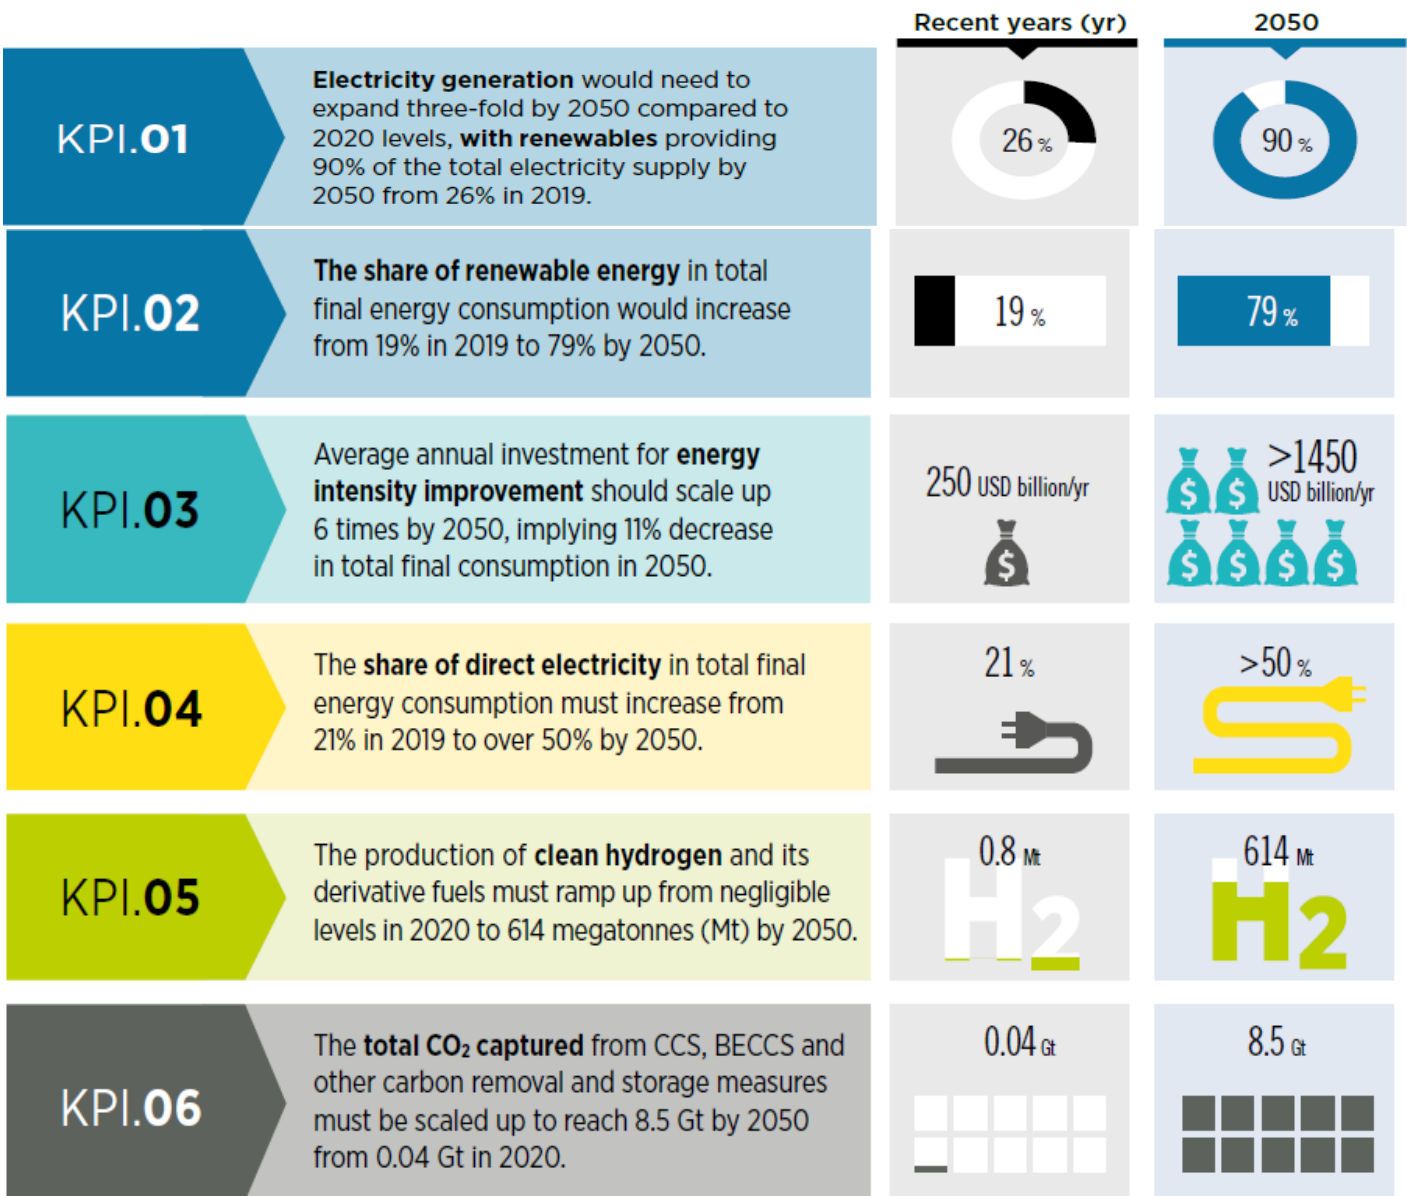 Recent years (yr)
2050
KPI.01
Electricity generation would need to
expand three-fold by 2050 compared to
2020 levels, with renewables providing
90% of the total electricity supply by
2050 from 26% in 2019.
26 %
90 %
KPI.02
The share of renewable energy in total
final energy consumption would increase
from 19% in 2019 to 79% by 2050.
19 %
79 %
KPI.03
Average annual investment for energy
intensity improvement should scale up
6 times by 2050, implying 11% decrease
in total final consumption in 2050.
250 USD billion/yr
$
>1450
USD billion/yr
$ $
$ $ $ $
KPI.04
The share of direct electricity in total final
energy consumption must increase from
21% in 2019 to over 50% by 2050.
21 %
>50 %
KPI.05
The production of clean hydrogen and its
derivative fuels must ramp up from negligible
levels in 2020 to 614 megatonnes (Mt) by 2050.
0.8 Mt
H2
614 Mt
H2
KPI.06
The total CO₂ captured from CCS, BECCS and
other carbon removal and storage measures
must be scaled up to reach 8.5 Gt by 2050
from 0.04 Gt in 2020.
0.04 Gt
8.5 Gt